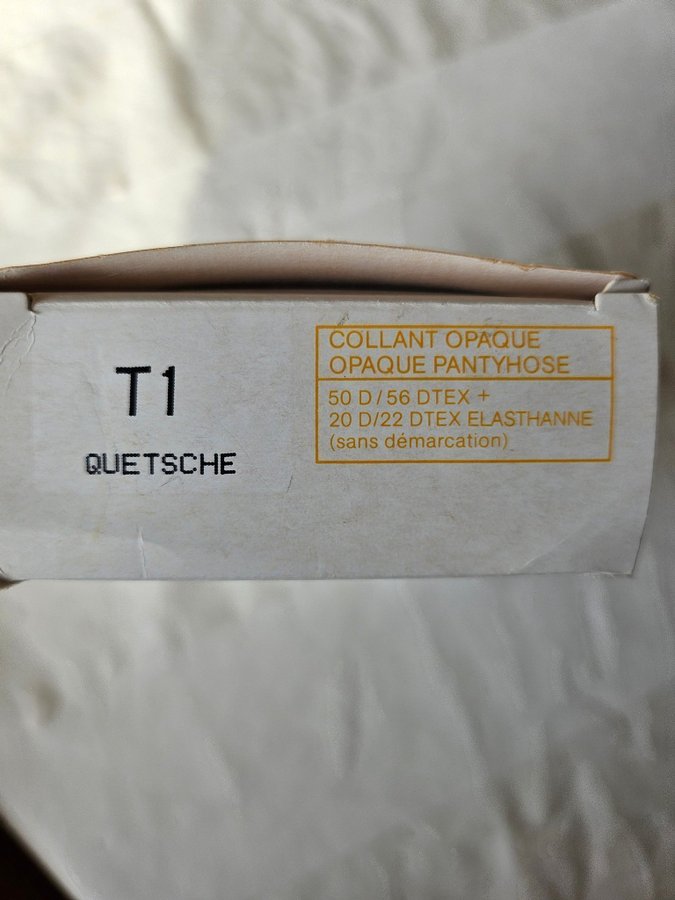 T1
QUETSCHE
COLLANT OPAQUE
OPAQUE PANTYHOSE
50 D/56 DTEX +
20 D/22 DTEX ELASTHANNE
(sans démarcation)